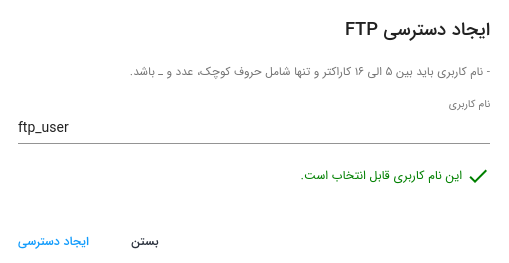 ایجاد دسترسی FTP
- نام کاربری باید بین ۵ الی ۱۶ کاراکتر و تنها شامل حروف کوچک، عدد و _ باشد.
نام کاربری
ftp_user
این نام کاربری قابل انتخاب است.
بستن
ایجاد دسترسی